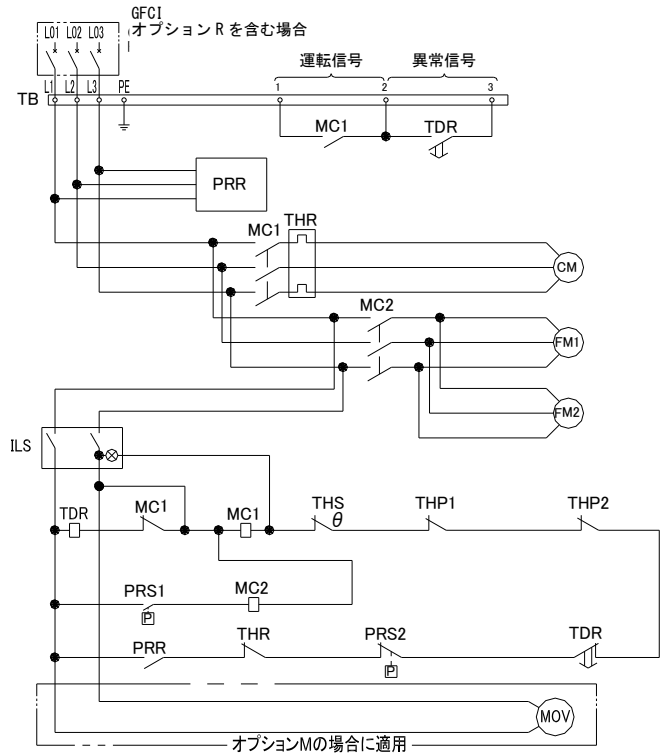 GFCI
オプション R を含む場合
L01 L02 L03
運転信号 異常信号
L1 L2 L3 PE
1 2 3
TB
MC1 TDR
PRR
MC1 THR
CM
MC2
FM1
FM2
ILS
TDR MC1 MC1 THS THP1 THP2
θ
PRS1 MC2
P
PRR THR PRS2 TDR
P
MOV
オプションMの場合に適用